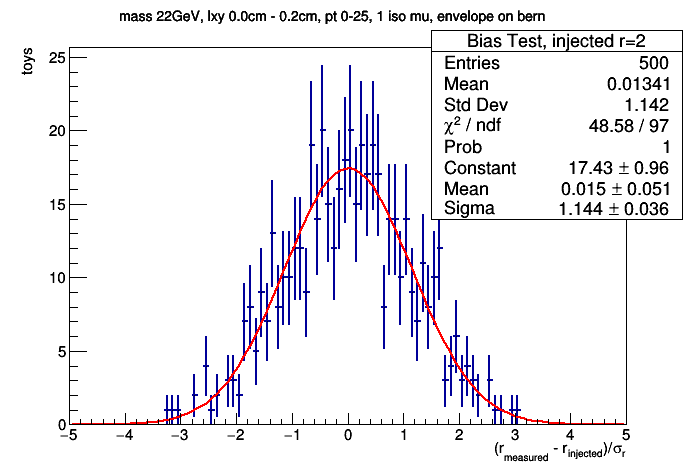 mass 22GeV, lxy 0.0cm - 0.2cm, pt 0-25, 1 iso mu, envelope on bern
Bias Test, injected r=2
Entries 500
Mean 0.01341
Std Dev 1.142
χ² / ndf 48.58 / 97
Prob 1
Constant 17.43 ± 0.96
Mean 0.015 ± 0.051
Sigma 1.144 ± 0.036
toys
25
20
15
10
5
0
−5 −4 −3 −2 −1 0 1 2 3 4 5
(r_measured - r_injected)/σ_r